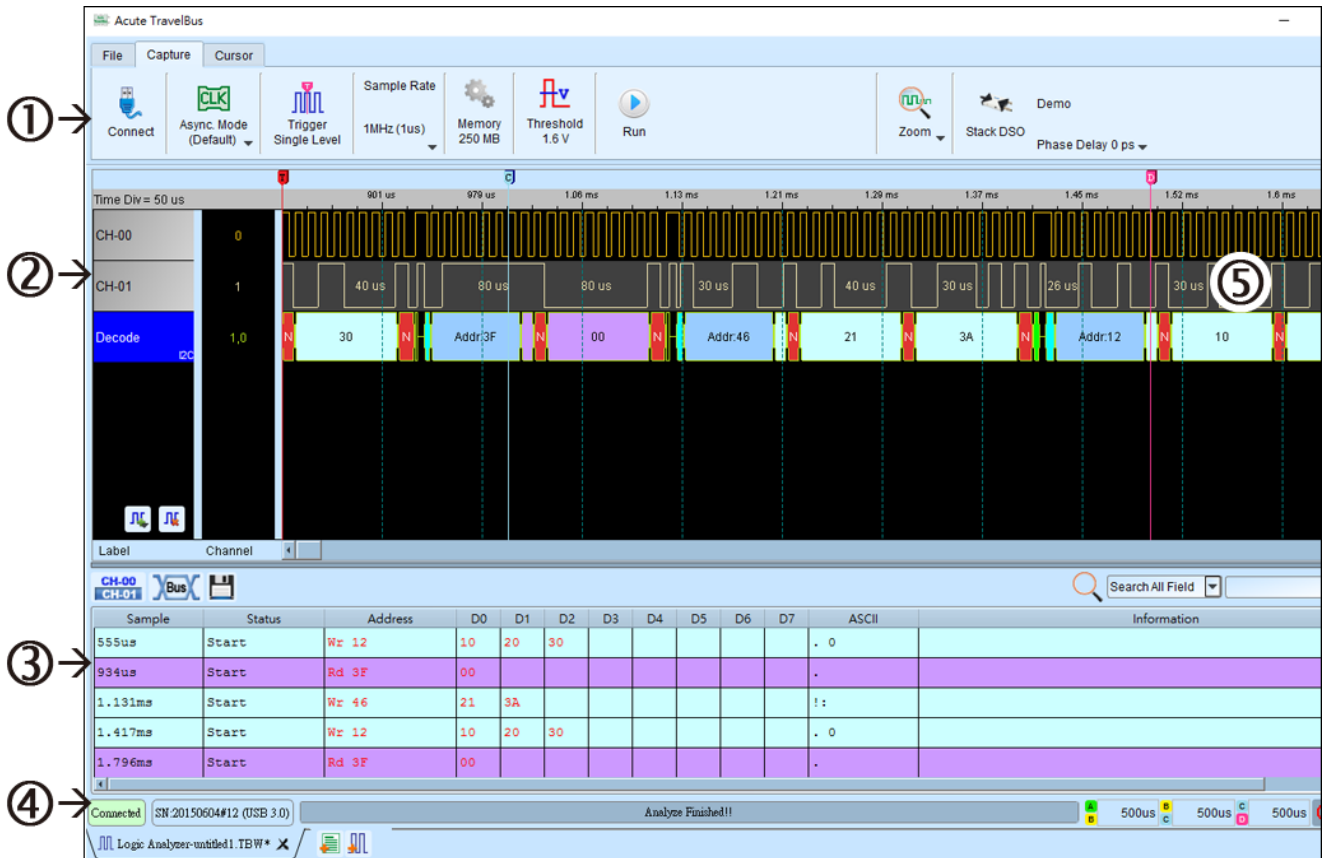 Acute TravelBus
File Capture Cursor
① Connect
Async. Mode
(Default)
Trigger
Single Level
Sample Rate
1MHz (1us)
Memory
250 MB
Threshold
1.6 V
Run
Zoom
Stack DSO
Demo
Phase Delay 0 ps
T C D
Time Div = 50 us 901 us 979 us 1.06 ms 1.13 ms 1.21 ms 1.29 ms 1.37 ms 1.45 ms 1.52 ms 1.6 ms
CH-00 0
② CH-01 1 40 us 80 us 80 us 30 us 40 us 30 us 26 us 30 us ⑤
Decode I2C 1,0 N 30 N Addr:3F N 00 N Addr:46 N 21 N 3A N Addr:12 N 10 N
Label Channel
CH-00
CH-01
Bus
Search All Field
Sample Status Address D0 D1 D2 D3 D4 D5 D6 D7 ASCII Information
555us Start Wr 12 10 20 30 . 0
③ 934us Start Rd 3F 00 .
1.131ms Start Wr 46 21 3A !:
1.417ms Start Wr 12 10 20 30 . 0
1.796ms Start Rd 3F 00 .
④ Connected SN:20150604#12 (USB 3.0) Analyze Finished!! A B 500us B C 500us C D 500us
Logic Analyzer-untitled1.TBW* X